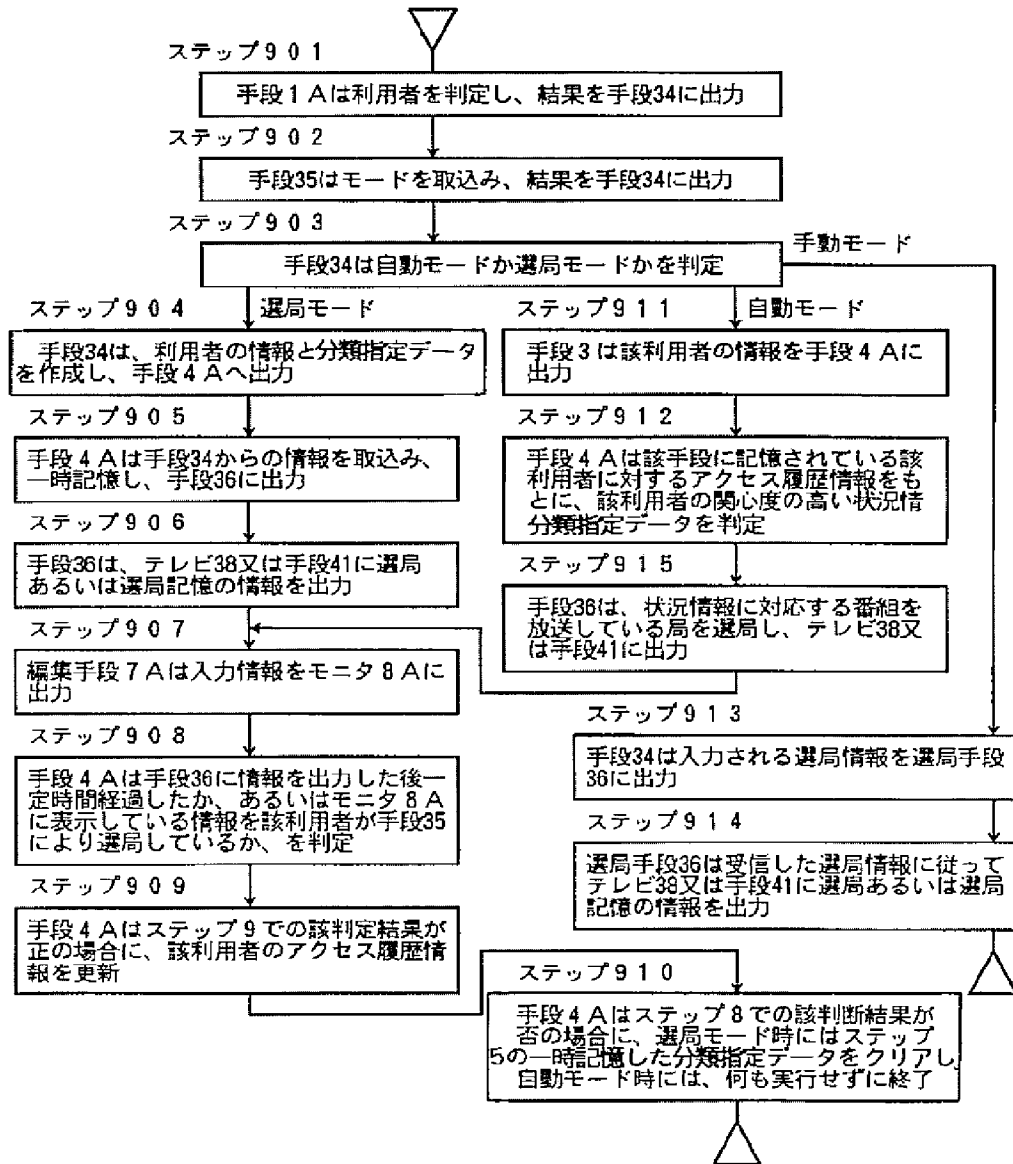 ステップ901
手段1Aは利用者を判定し、結果を手段34に出力
ステップ902
手段35はモードを取込み、結果を手段34に出力
ステップ903
手段34は自動モードか選局モードかを判定
手動モード
ステップ904
選局モード
手段34は、利用者の情報と分類指定データ
を作成し、手段4Aへ出力
ステップ905
手段4Aは手段34からの情報を取込み、
一時記憶し、手段36に出力
ステップ906
手段36は、テレビ38又は手段41に選局
あるいは選局記憶の情報を出力
ステップ907
編集手段7Aは入力情報をモニタ8Aに
出力
ステップ908
手段4Aは手段36に情報を出力した後一
定時間経過したか、あるいはモニタ8A
に表示している情報を該利用者が手段35
により選局しているか、を判定
ステップ909
手段4Aはステップ9での該判定結果が
正の場合に、該利用者のアクセス履歴情
報を更新
ステップ911
自動モード
手段3は該利用者の情報を手段4Aに
出力
ステップ912
手段4Aは該手段に記憶されている該
利用者に対するアクセス履歴情報をも
とに、該利用者の関心度の高い状況情
分類指定データを判定
ステップ915
手段36は、状況情報に対応する番組を
放送している局を選局し、テレビ38又
は手段41に出力
ステップ913
手段34は入力される選局情報を選局手段
36に出力
ステップ914
選局手段36は受信した選局情報に従って
テレビ38又は手段41に選局あるいは選局
記憶の情報を出力
ステップ910
手段4Aはステップ8での該判断結果が
否の場合に、選局モード時にはステップ
5の一時記憶した分類指定データをクリアし
自動モード時には、何も実行せずに終了